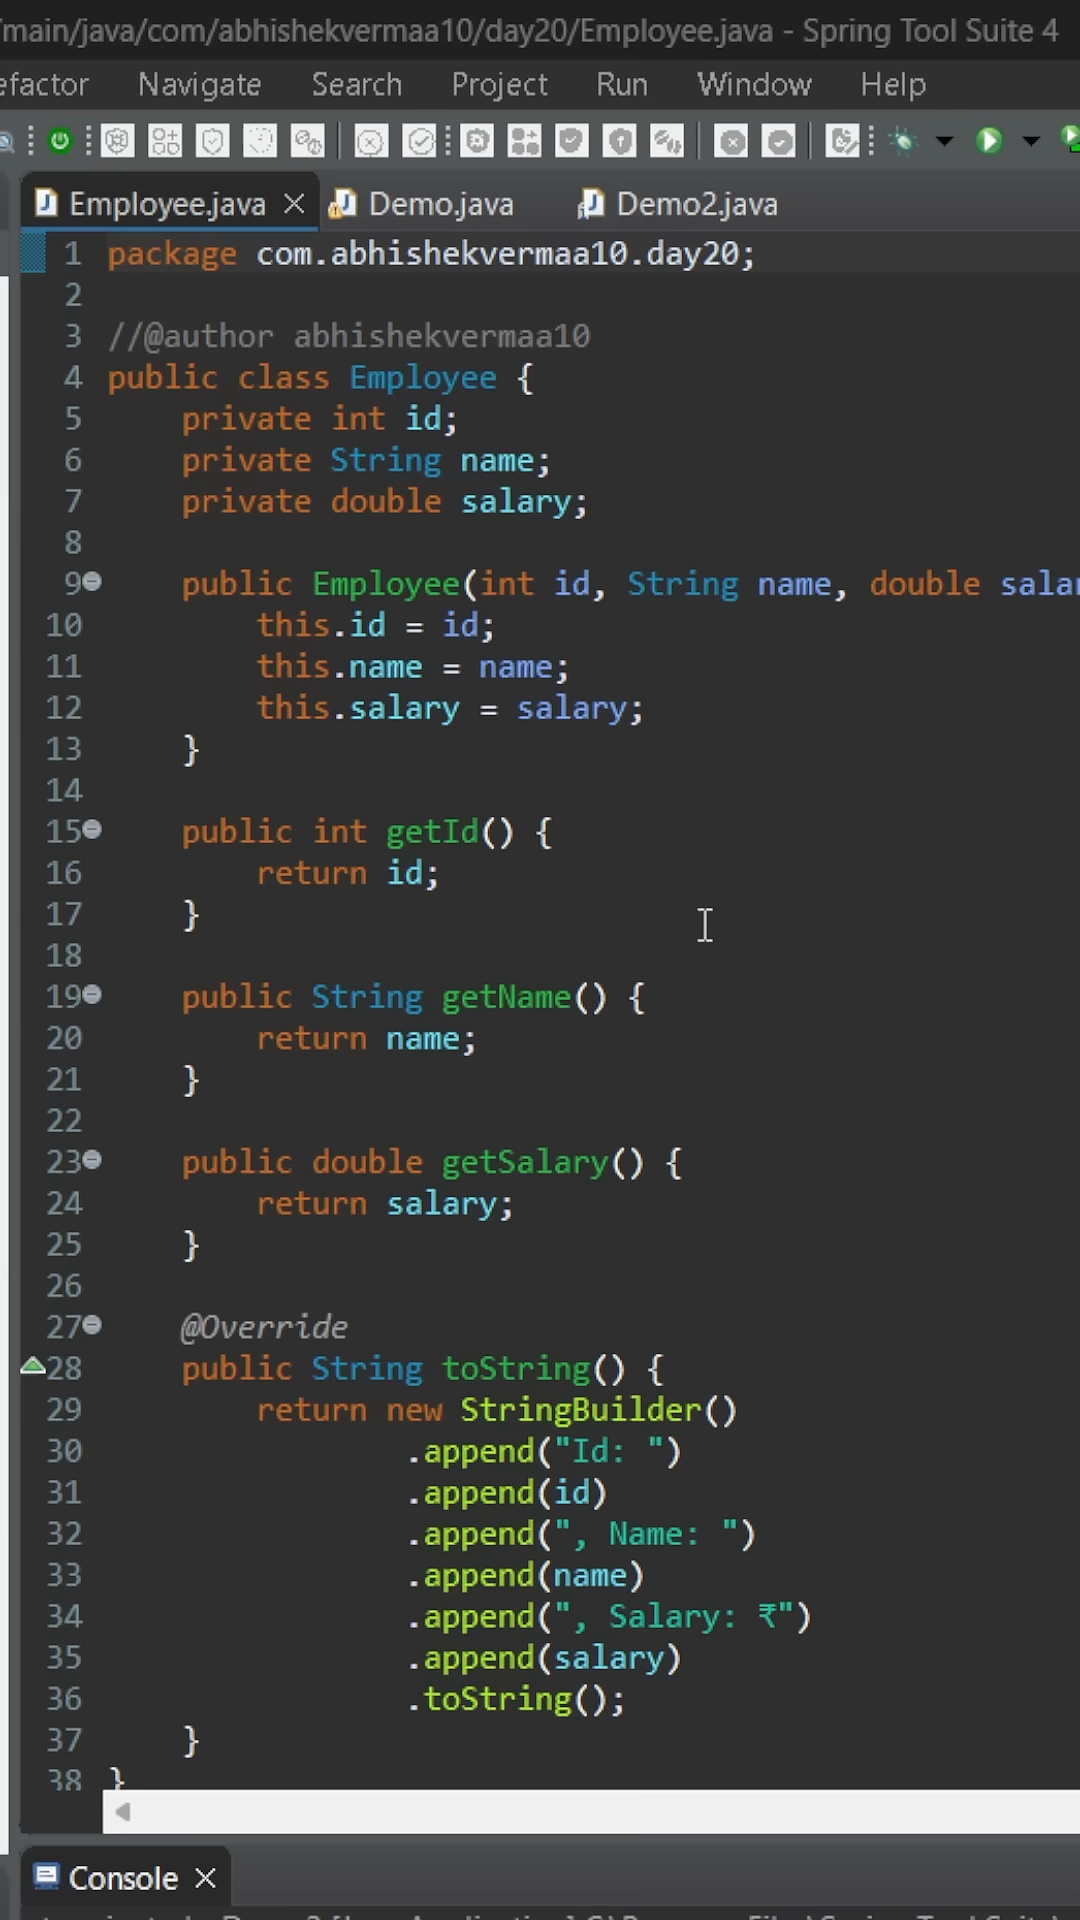 /main/java/com/abhishekvermaa10/day20/Employee.java - Spring Tool Suite 4
efactor Navigate Search Project Run Window Help
Employee.java Demo.java Demo2.java
1 package com.abhishekvermaa10.day20;
2
3 //@author abhishekvermaa10
4 public class Employee {
5 private int id;
6 private String name;
7 private double salary;
8
9 public Employee(int id, String name, double salar
10 this.id = id;
11 this.name = name;
12 this.salary = salary;
13 }
14
15 public int getId() {
16 return id;
17 }
18
19 public String getName() {
20 return name;
21 }
22
23 public double getSalary() {
24 return salary;
25 }
26
27 @Override
28 public String toString() {
29 return new StringBuilder()
30 .append("Id: ")
31 .append(id)
32 .append(", Name: ")
33 .append(name)
34 .append(", Salary: ₹")
35 .append(salary)
36 .toString();
37 }
38 }
Console